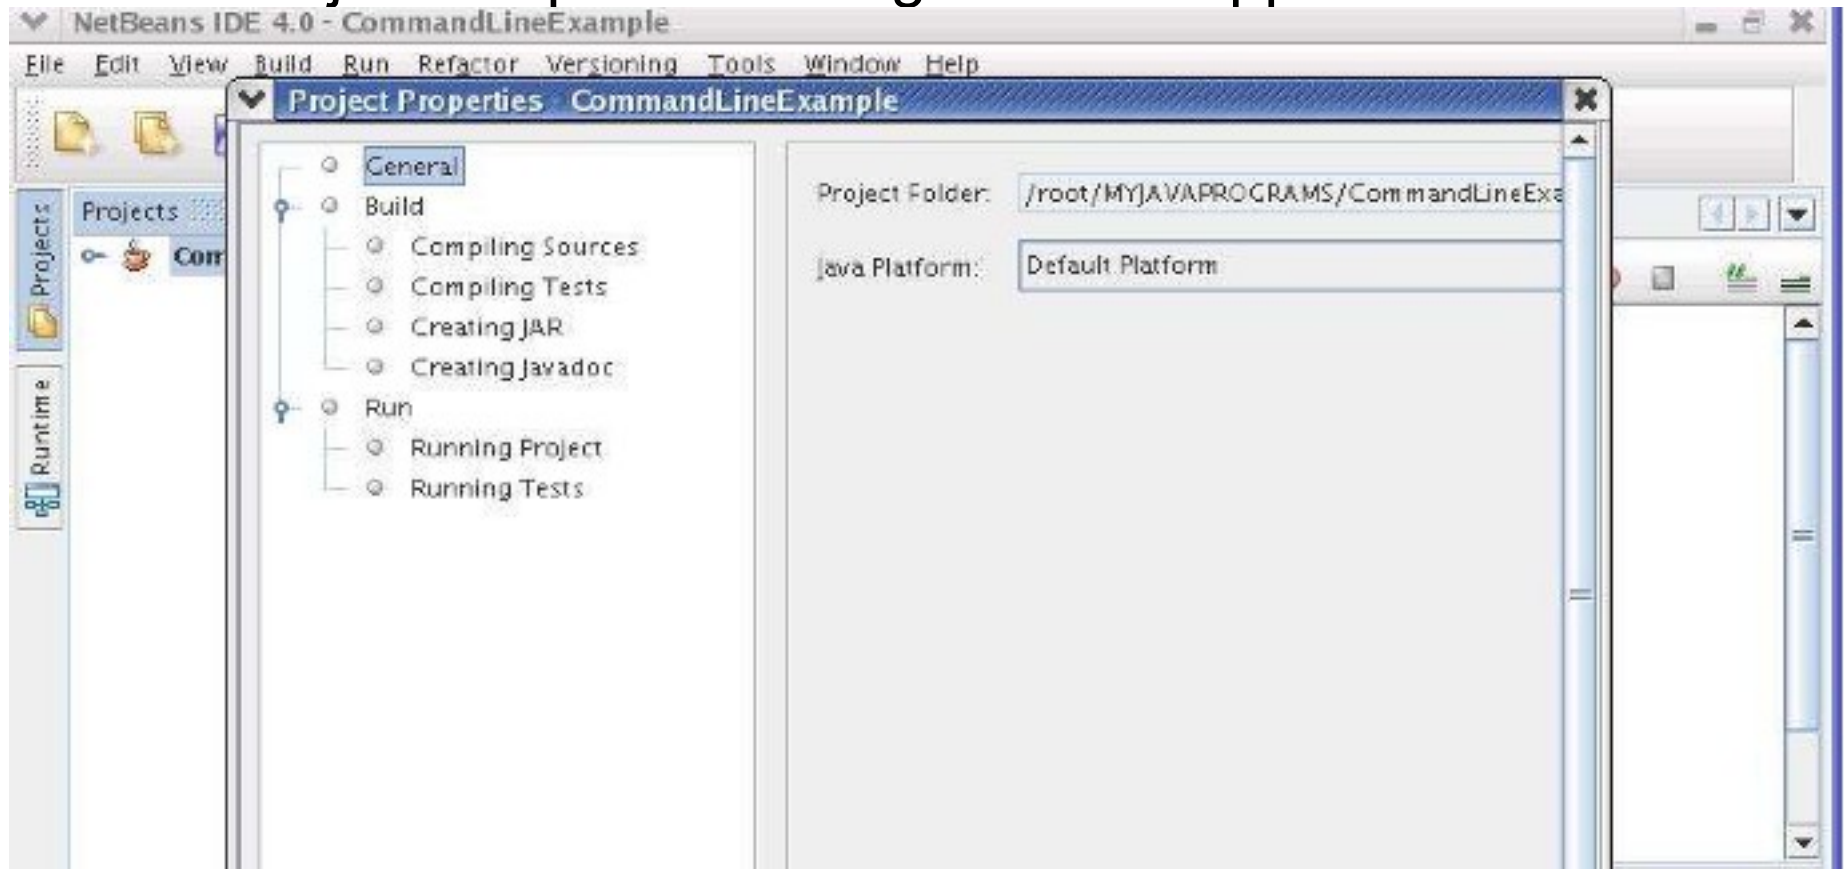 NetBeans IDE 4.0 - CommandLineExample
File Edit View Build Run Refactor Versioning Tools Window Help
Project Properties - CommandLineExample
General
Build
Compiling Sources
Compiling Tests
Creating JAR
Creating Javadoc
Run
Running Project
Running Tests
Project Folder: /root/MYJAVAPROGRAMS/CommandLineExa
Java Platform: Default Platform
Projects
Com
Projects
Runtime